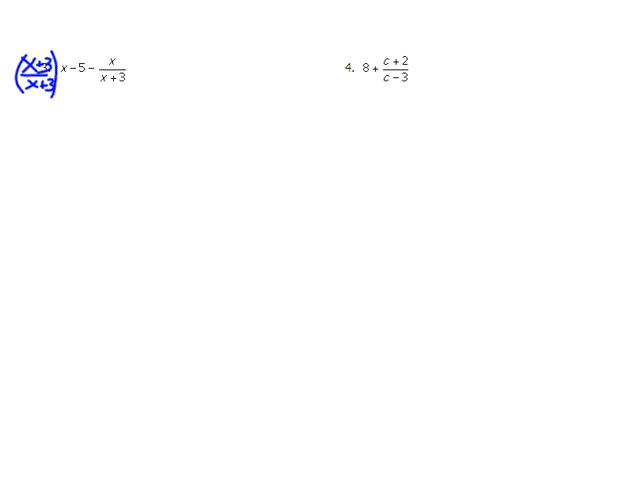 (x+3 / x+3) x – 5 – x / x + 3
4. 8 + c + 2 / c – 3